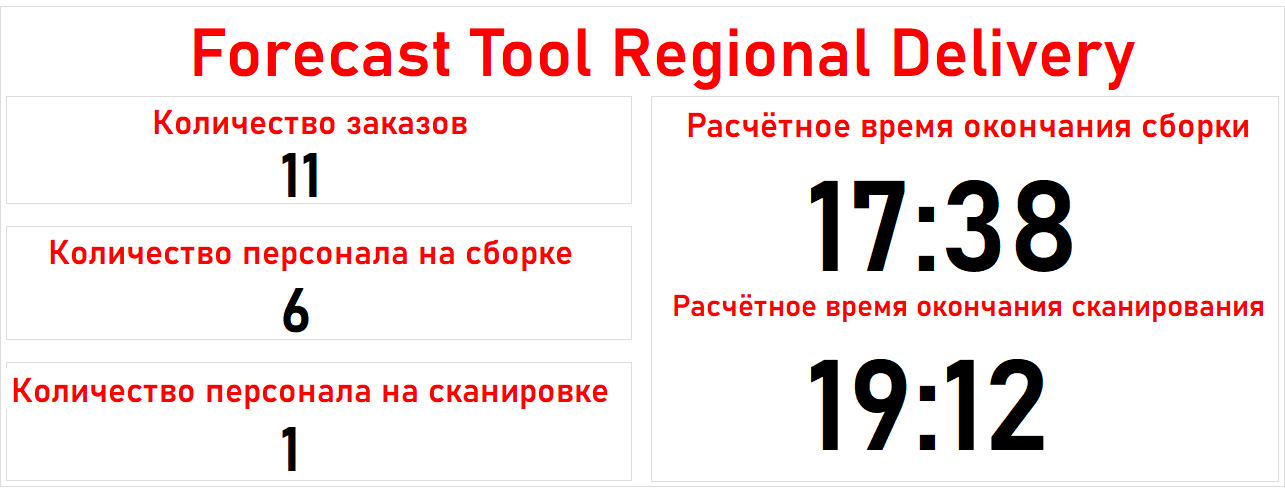 Forecast Tool Regional Delivery
Количество заказов
11
Количество персонала на сборке
6
Количество персонала на сканировке
1
Расчётное время окончания сборки
17:38
Расчётное время окончания сканирования
19:12